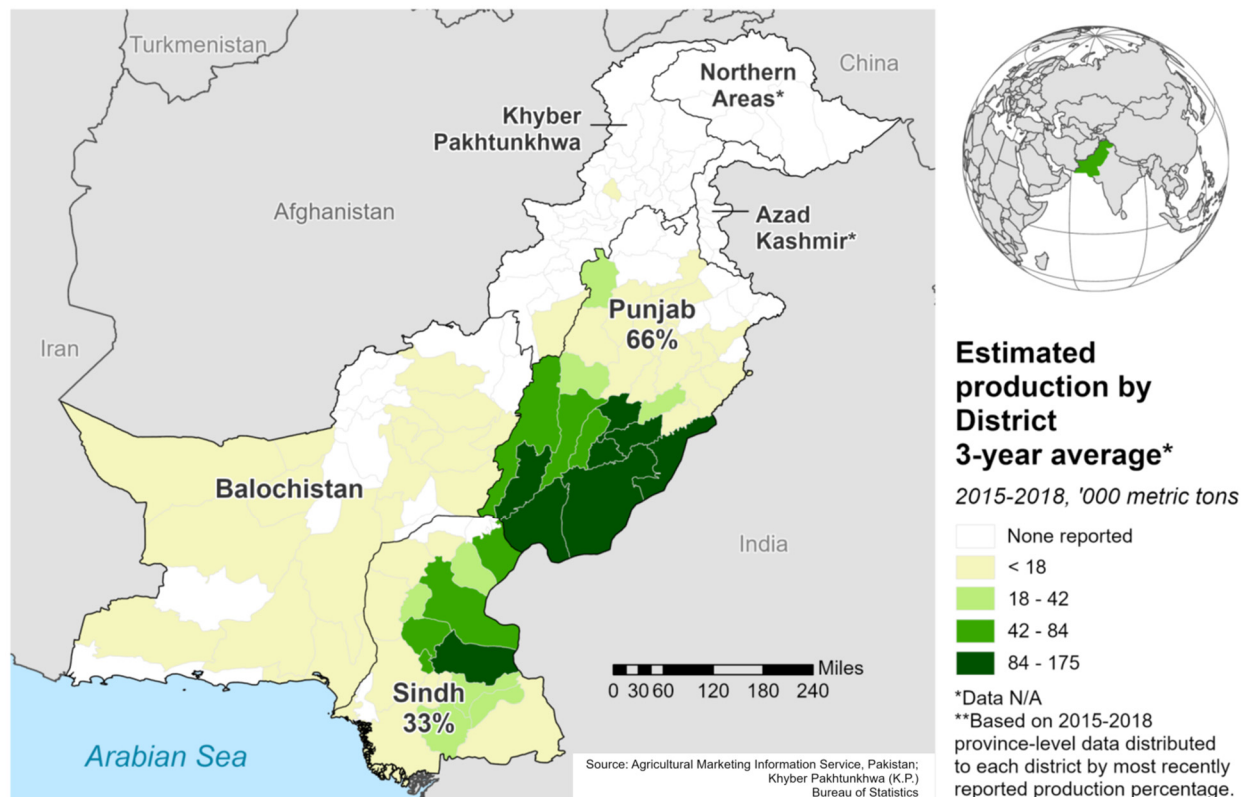 Turkmenistan
China
Northern
Areas*
Khyber
Pakhtunkhwa
Afghanistan
Azad
Kashmir*
Punjab
66%
Iran
Balochistan
India
Sindh
33%
Arabian Sea
Miles
0 30 60 120 180 240
Source: Agricultural Marketing Information Service, Pakistan;
Khyber Pakhtunkhwa (K.P.)
Bureau of Statistics
Estimated
production by
District
3-year average*
2015-2018, '000 metric tons
None reported
< 18
18 - 42
42 - 84
84 - 175
*Data N/A
**Based on 2015-2018
province-level data distributed
to each district by most recently
reported production percentage.